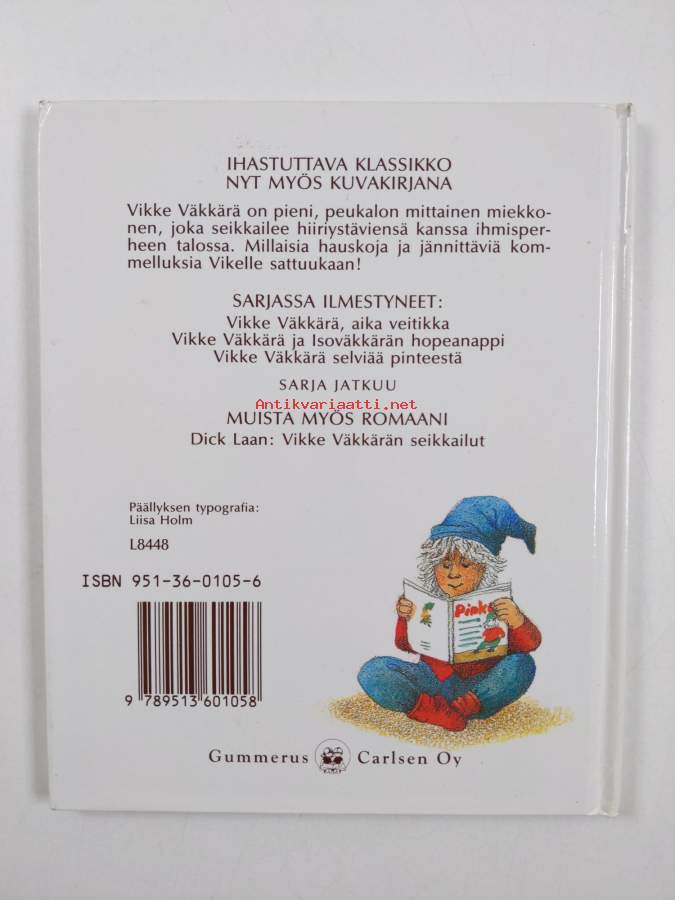 IHASTUTTAVA KLASSIKKO
NYT MYÖS KUVAKIRJANA
Vikke Väkkärä on pieni, peukalon mittainen miekko-
nen, joka seikkailee hiiriystäviensä kanssa ihmisper-
heen talossa. Millaisia hauskoja ja jännittäviä kom-
melluksia Vikelle sattuukaan!
SARJASSA ILMESTYNEET:
Vikke Väkkärä, aika veitikka
Vikke Väkkärä ja Isoväkkärän hopeanappi
Vikke Väkkärä selviää pinteestä
SARJA JATKUU
Antikvariaatti.net
MUISTA MYÖS ROMAANI
Dick Laan: Vikke Väkkärän seikkailut
Päällyksen typografia:
Liisa Holm
L8448
ISBN 951-36-0105-6
9 789513 601058
Gummerus Carlsen Oy